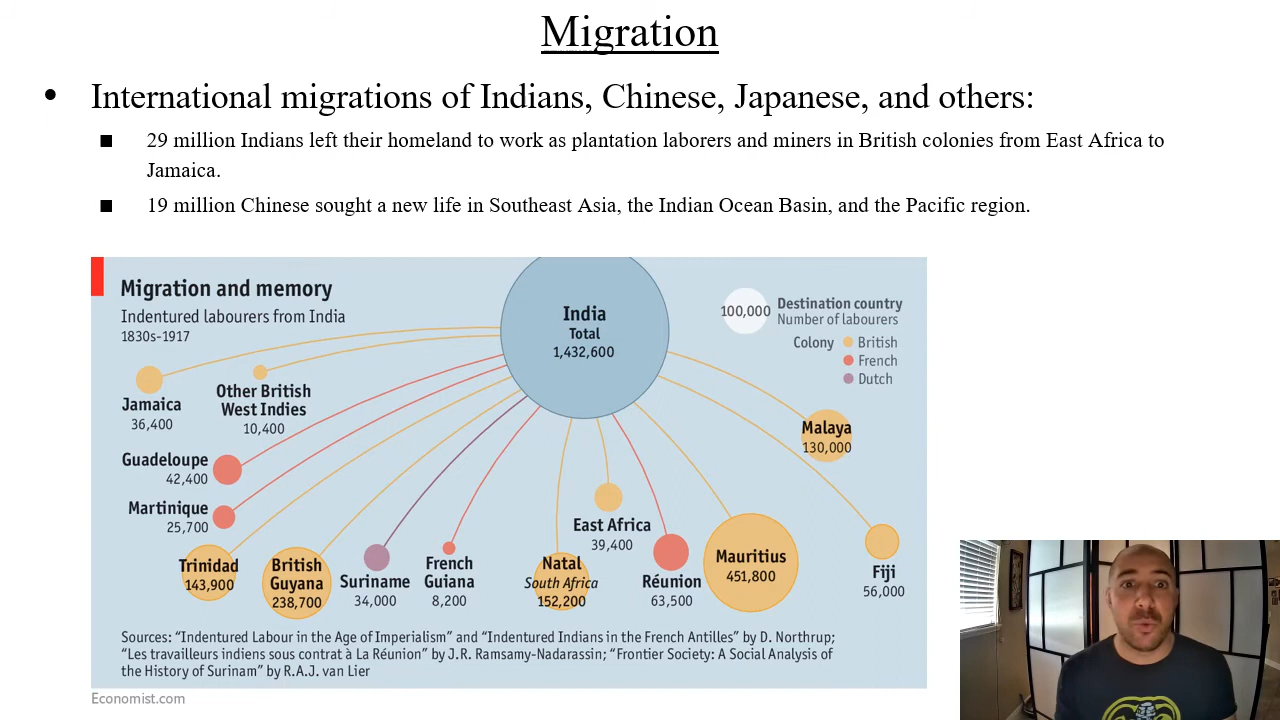 Migration
• International migrations of Indians, Chinese, Japanese, and others:
■ 29 million Indians left their homeland to work as plantation laborers and miners in British colonies from East Africa to
Jamaica.
■ 19 million Chinese sought a new life in Southeast Asia, the Indian Ocean Basin, and the Pacific region.
Migration and memory
Indentured labourers from India
1830s-1917
India
Total
1,432,600
100,000
Destination country
Number of labourers
Colony
British
French
Dutch
Jamaica
36,400
Other British
West Indies
10,400
Guadeloupe
42,400
Martinique
25,700
Trinidad
143,900
British
Guyana
238,700
Suriname
34,000
French
Guiana
8,200
Natal
South Africa
152,200
East Africa
39,400
Réunion
63,500
Mauritius
451,800
Malaya
130,000
Fiji
56,000
Sources: “Indentured Labour in the Age of Imperialism” and “Indentured Indians in the French Antilles” by D. Northrup;
“Les travailleurs indiens sous contrat à La Réunion” by J.R. Ramsamy-Nadarassin; “Frontier Society: A Social Analysis of
the History of Surinam” by R.A.J. van Lier
Economist.com